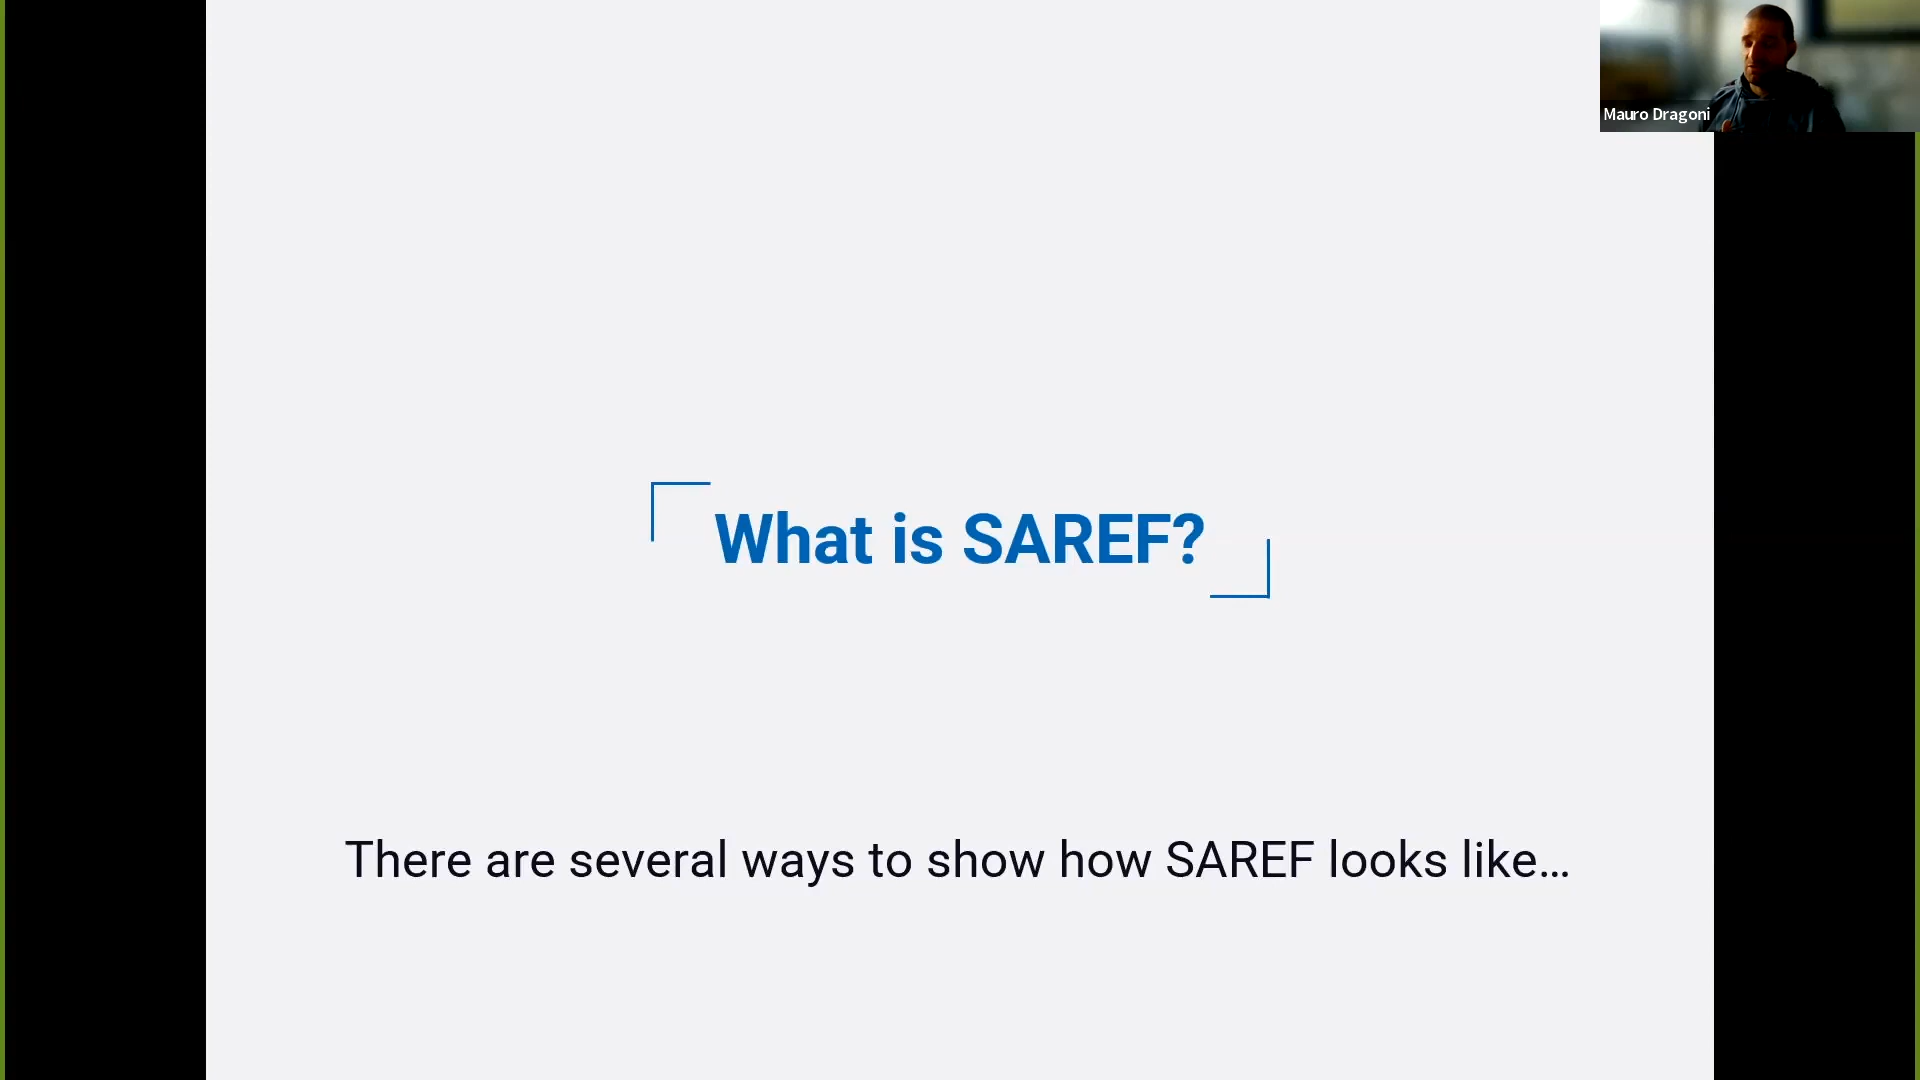 Mauro Dragoni
What is SAREF?
There are several ways to show how SAREF looks like…